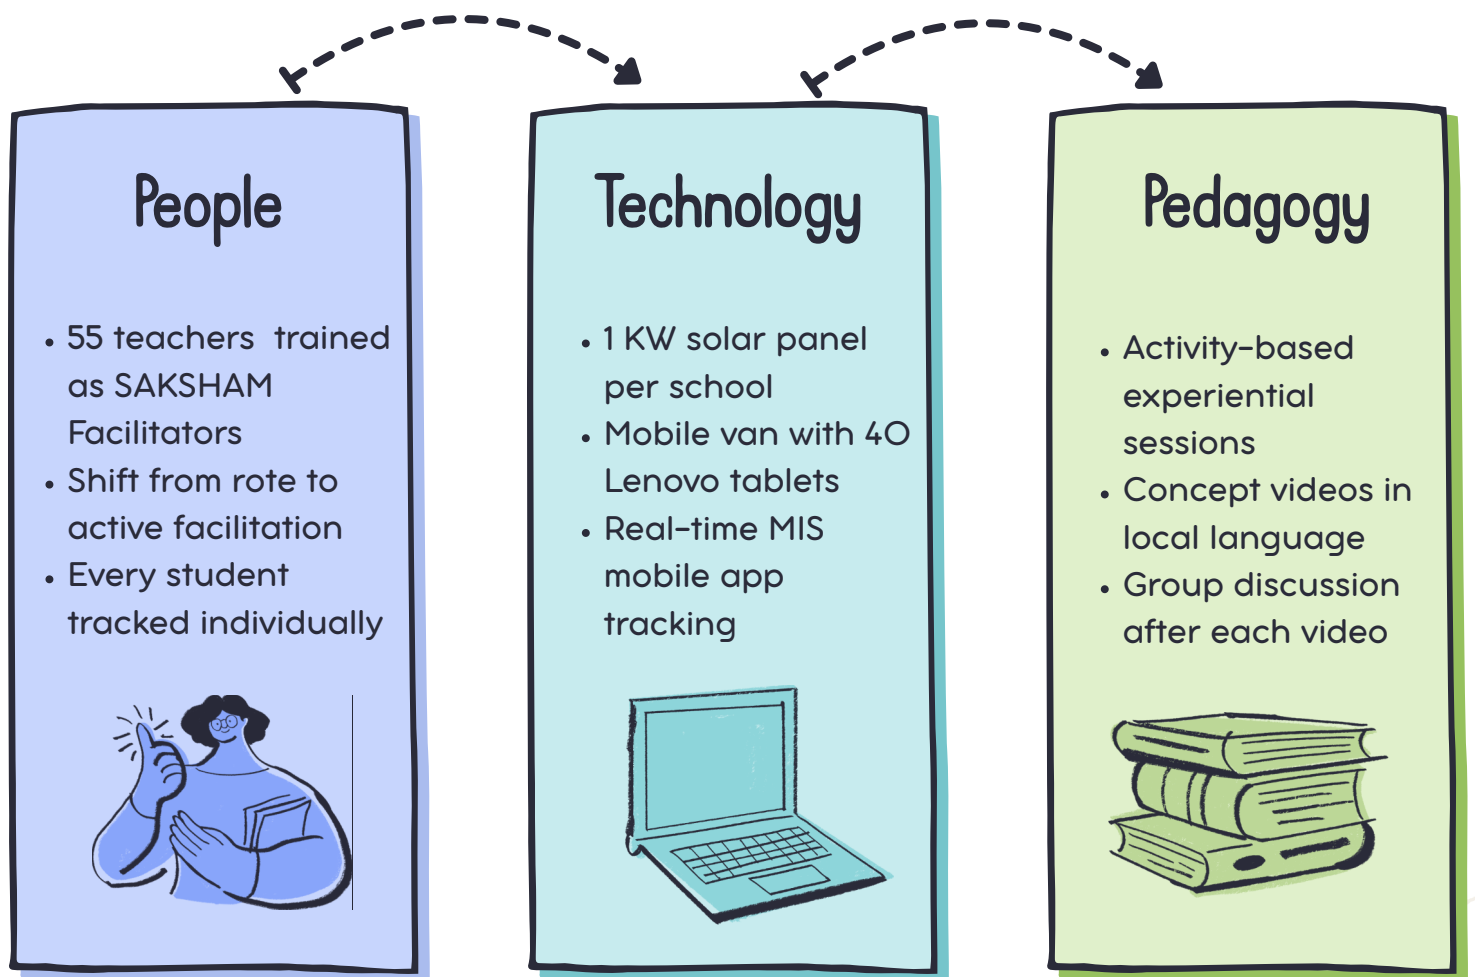 People
• 55 teachers  trained
as SAKSHAM
Facilitators
• Shift from rote to
active facilitation
• Every student
tracked individually
Technology
• 1 KW solar panel
per school
• Mobile van with 40
Lenovo tablets
• Real-time MIS
mobile app
tracking
Pedagogy
• Activity-based
experiential
sessions
• Concept videos in
local language
• Group discussion
after each video